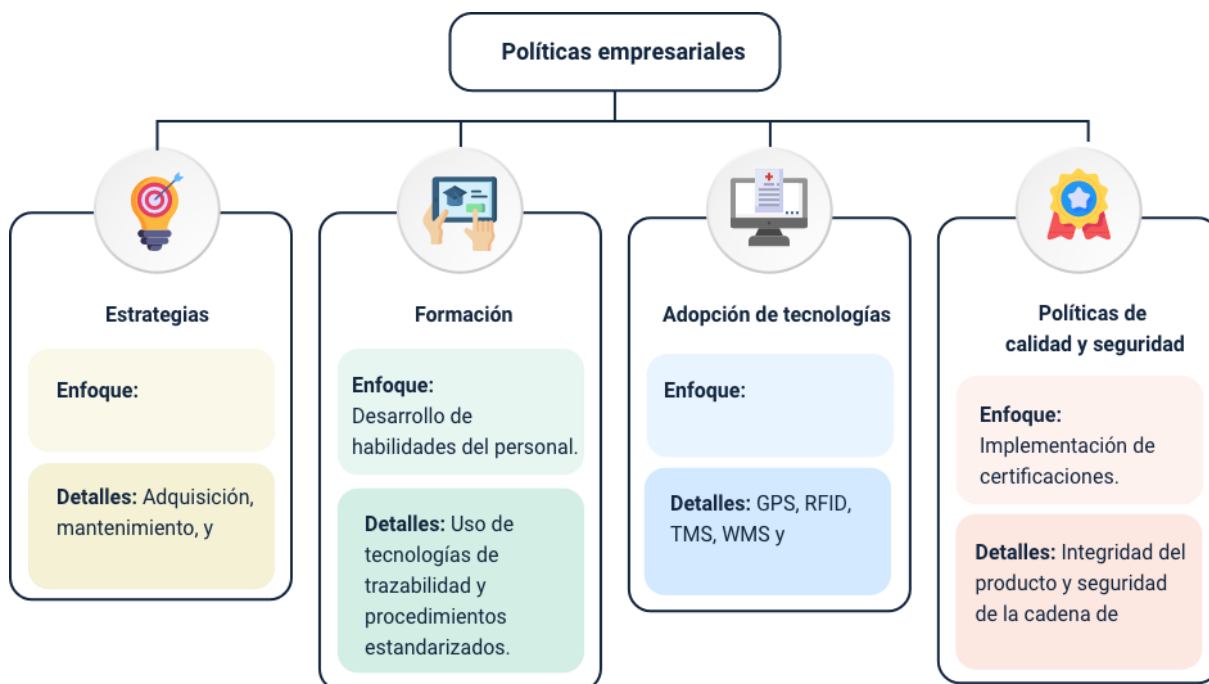 Políticas empresariales
Estrategias
Enfoque:
Detalles: Adquisición,
mantenimiento, y
Formación
Enfoque:
Desarrollo de
habilidades del personal.
Detalles: Uso de
tecnologías de
trazabilidad y
procedimientos
estandarizados.
Adopción de tecnologías
Enfoque:
Detalles: GPS, RFID,
TMS, WMS y
Políticas de
calidad y seguridad
Enfoque:
Implementación de
certificaciones.
Detalles: Integridad del
producto y seguridad
de la cadena de